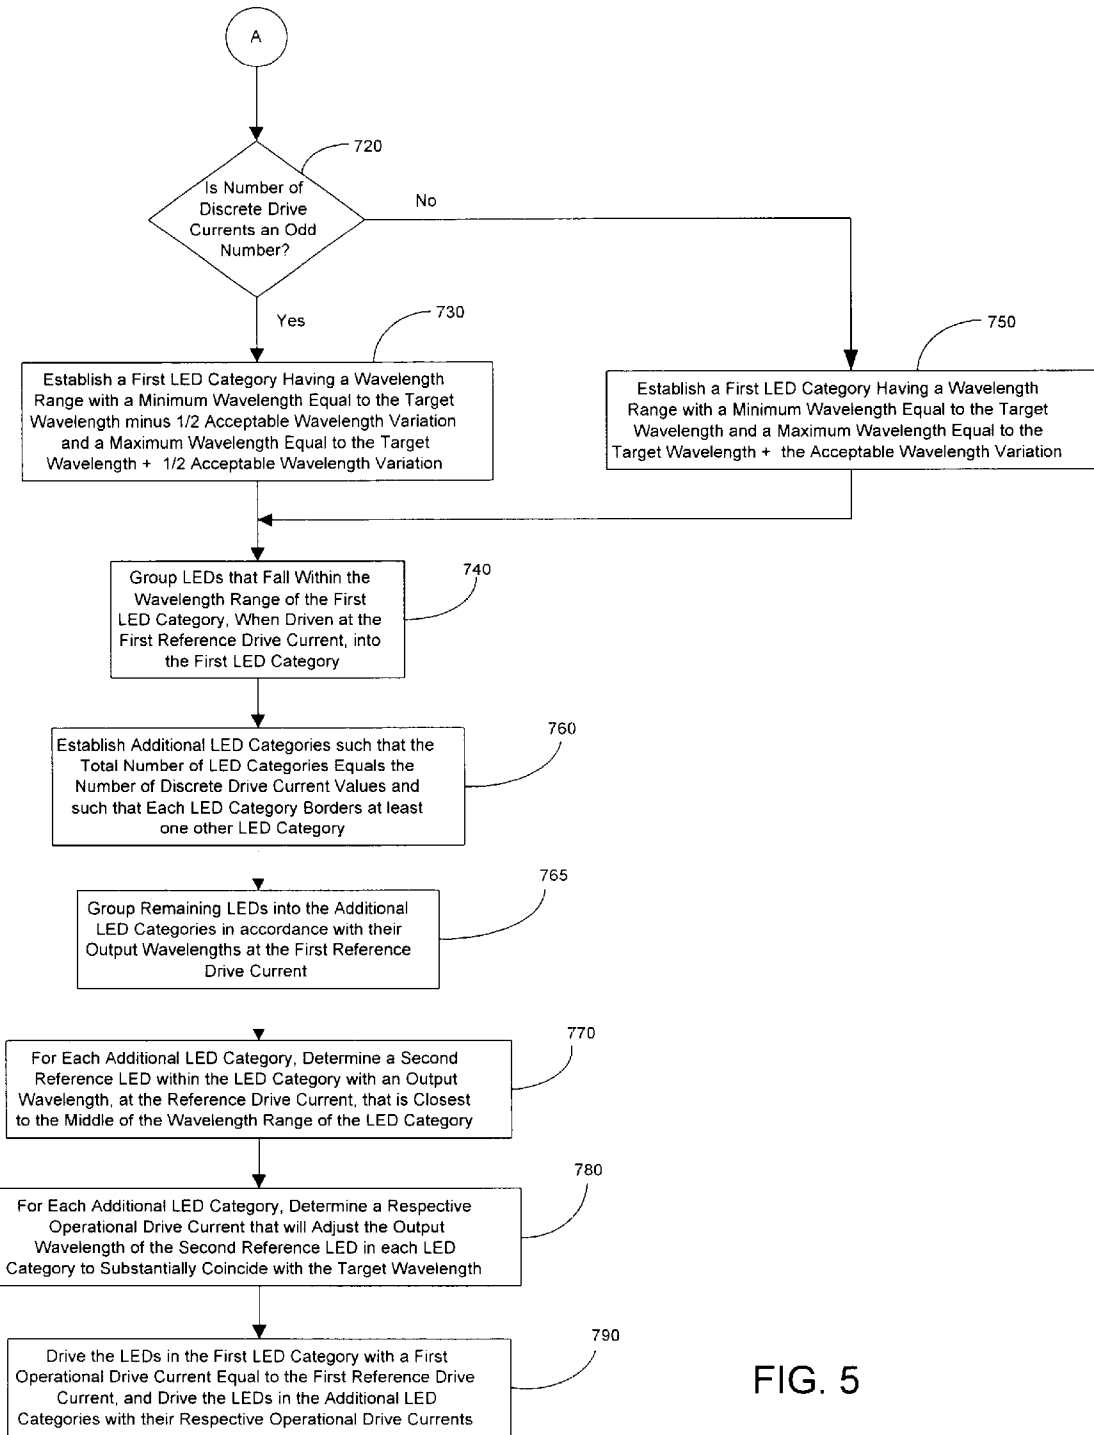 A
720
Is Number of
Discrete Drive
Currents an Odd
Number?
No
Yes
730
750
Establish a First LED Category Having a Wavelength
Range with a Minimum Wavelength Equal to the Target
Wavelength minus 1/2 Acceptable Wavelength Variation
and a Maximum Wavelength Equal to the Target
Wavelength + 1/2 Acceptable Wavelength Variation
Establish a First LED Category Having a Wavelength
Range with a Minimum Wavelength Equal to the Target
Wavelength and a Maximum Wavelength Equal to the
Target Wavelength + the Acceptable Wavelength Variation
740
Group LEDs that Fall Within the
Wavelength Range of the First
LED Category, When Driven at the
First Reference Drive Current, into
the First LED Category
760
Establish Additional LED Categories such that the
Total Number of LED Categories Equals the
Number of Discrete Drive Current Values and
such that Each LED Category Borders at least
one other LED Category
765
Group Remaining LEDs into the Additional
LED Categories in accordance with their
Output Wavelengths at the First Reference
Drive Current
770
For Each Additional LED Category, Determine a Second
Reference LED within the LED Category with an Output
Wavelength, at the Reference Drive Current, that is Closest
to the Middle of the Wavelength Range of the LED Category
780
For Each Additional LED Category, Determine a Respective
Operational Drive Current that will Adjust the Output
Wavelength of the Second Reference LED in each LED
Category to Substantially Coincide with the Target Wavelength
790
Drive the LEDs in the First LED Category with a First
Operational Drive Current Equal to the First Reference Drive
Current, and Drive the LEDs in the Additional LED
Categories with their Respective Operational Drive Currents
FIG. 5